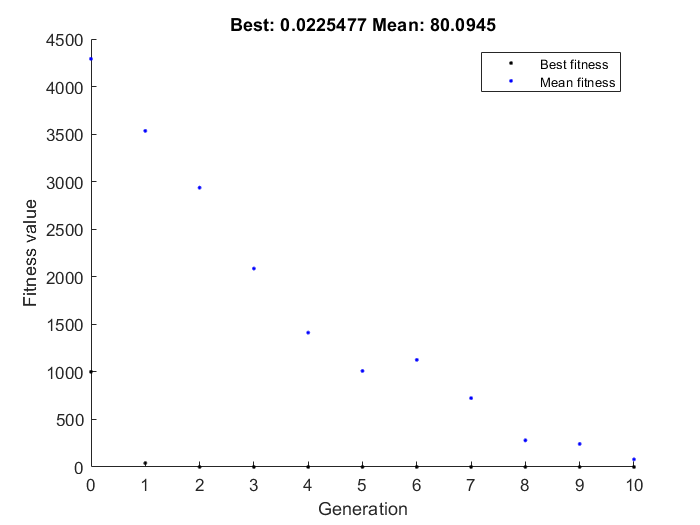 Best: 0.0225477 Mean: 80.0945
Best fitness
Mean fitness
4500
4000
3500
3000
2500
2000
1500
1000
500
0
Fitness value
0 1 2 3 4 5 6 7 8 9 10
Generation